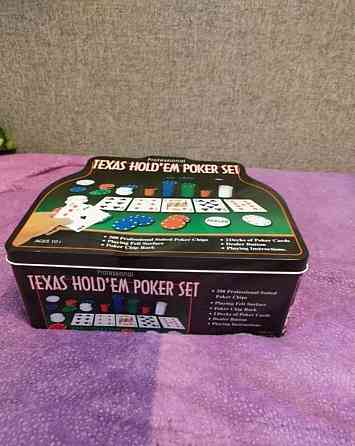 Professional
TEXAS HOLD'EM POKER SET
AGES 10+
• 200 Professional Suited Poker Chips
• Playing Felt Surface
• Poker Chip Rack
• 2 Decks of Poker Cards
• Dealer Button
• Playing Instructions
Professional
TEXAS HOLD'EM POKER SET
• 200 Professional Suited
Poker Chips
• Playing Felt Surface
• Poker Chip Rack
• 2 Decks of Poker Cards
• Dealer Button
• Playing Instructions